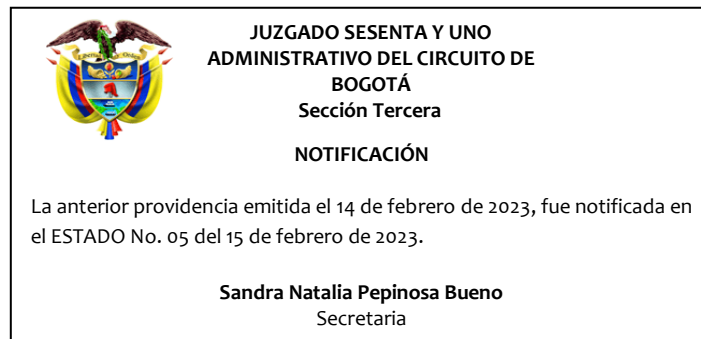 JUZGADO SESENTA Y UNO
ADMINISTRATIVO DEL CIRCUITO DE
BOGOTÁ
Sección Tercera
NOTIFICACIÓN
La anterior providencia emitida el 14 de febrero de 2023, fue notificada en
el ESTADO No. 05 del 15 de febrero de 2023.
Sandra Natalia Pepinosa Bueno
Secretaria